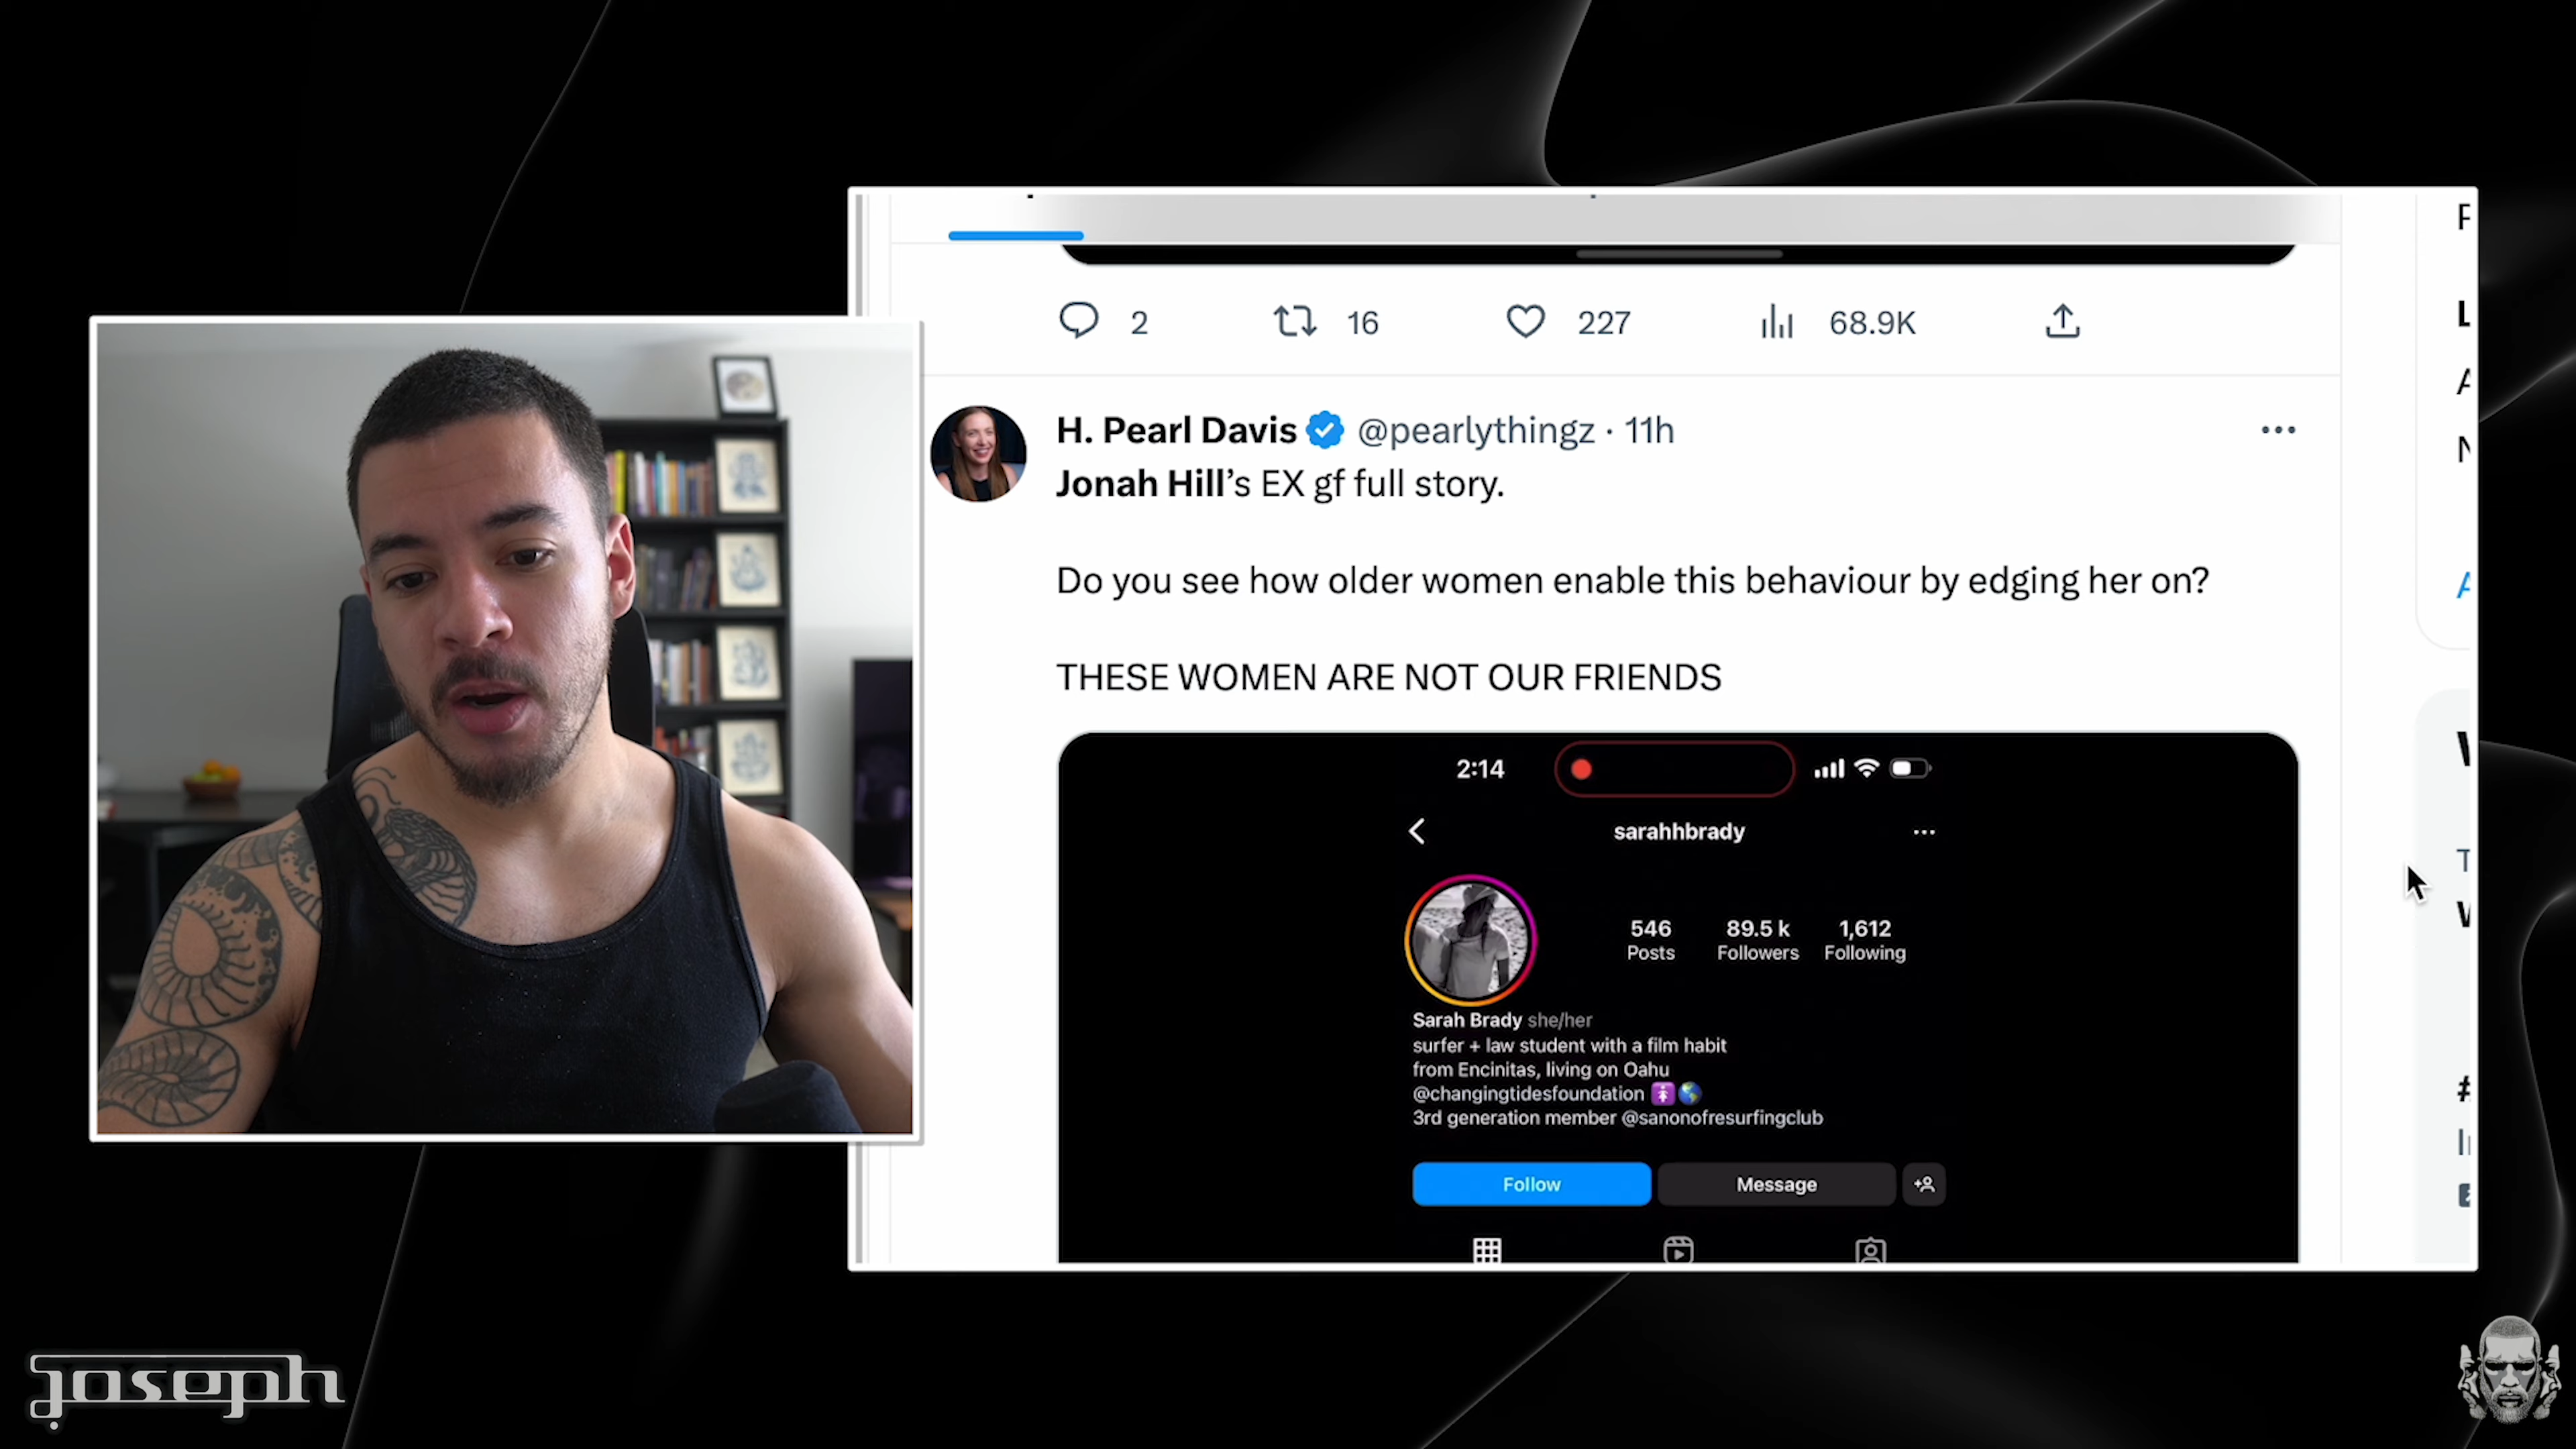 2 16 227 68.9K
H. Pearl Davis @pearlythingz · 11h
Jonah Hill’s EX gf full story.
Do you see how older women enable this behaviour by edging her on?
THESE WOMEN ARE NOT OUR FRIENDS
2:14
sarahhbrady
546 89.5 k 1,612
Posts Followers Following
Sarah Brady she/her
surfer + law student with a film habit
from Encinitas, living on Oahu
@changingtidesfoundation
3rd generation member @sanonofresurfingclub
Follow Message
joseph